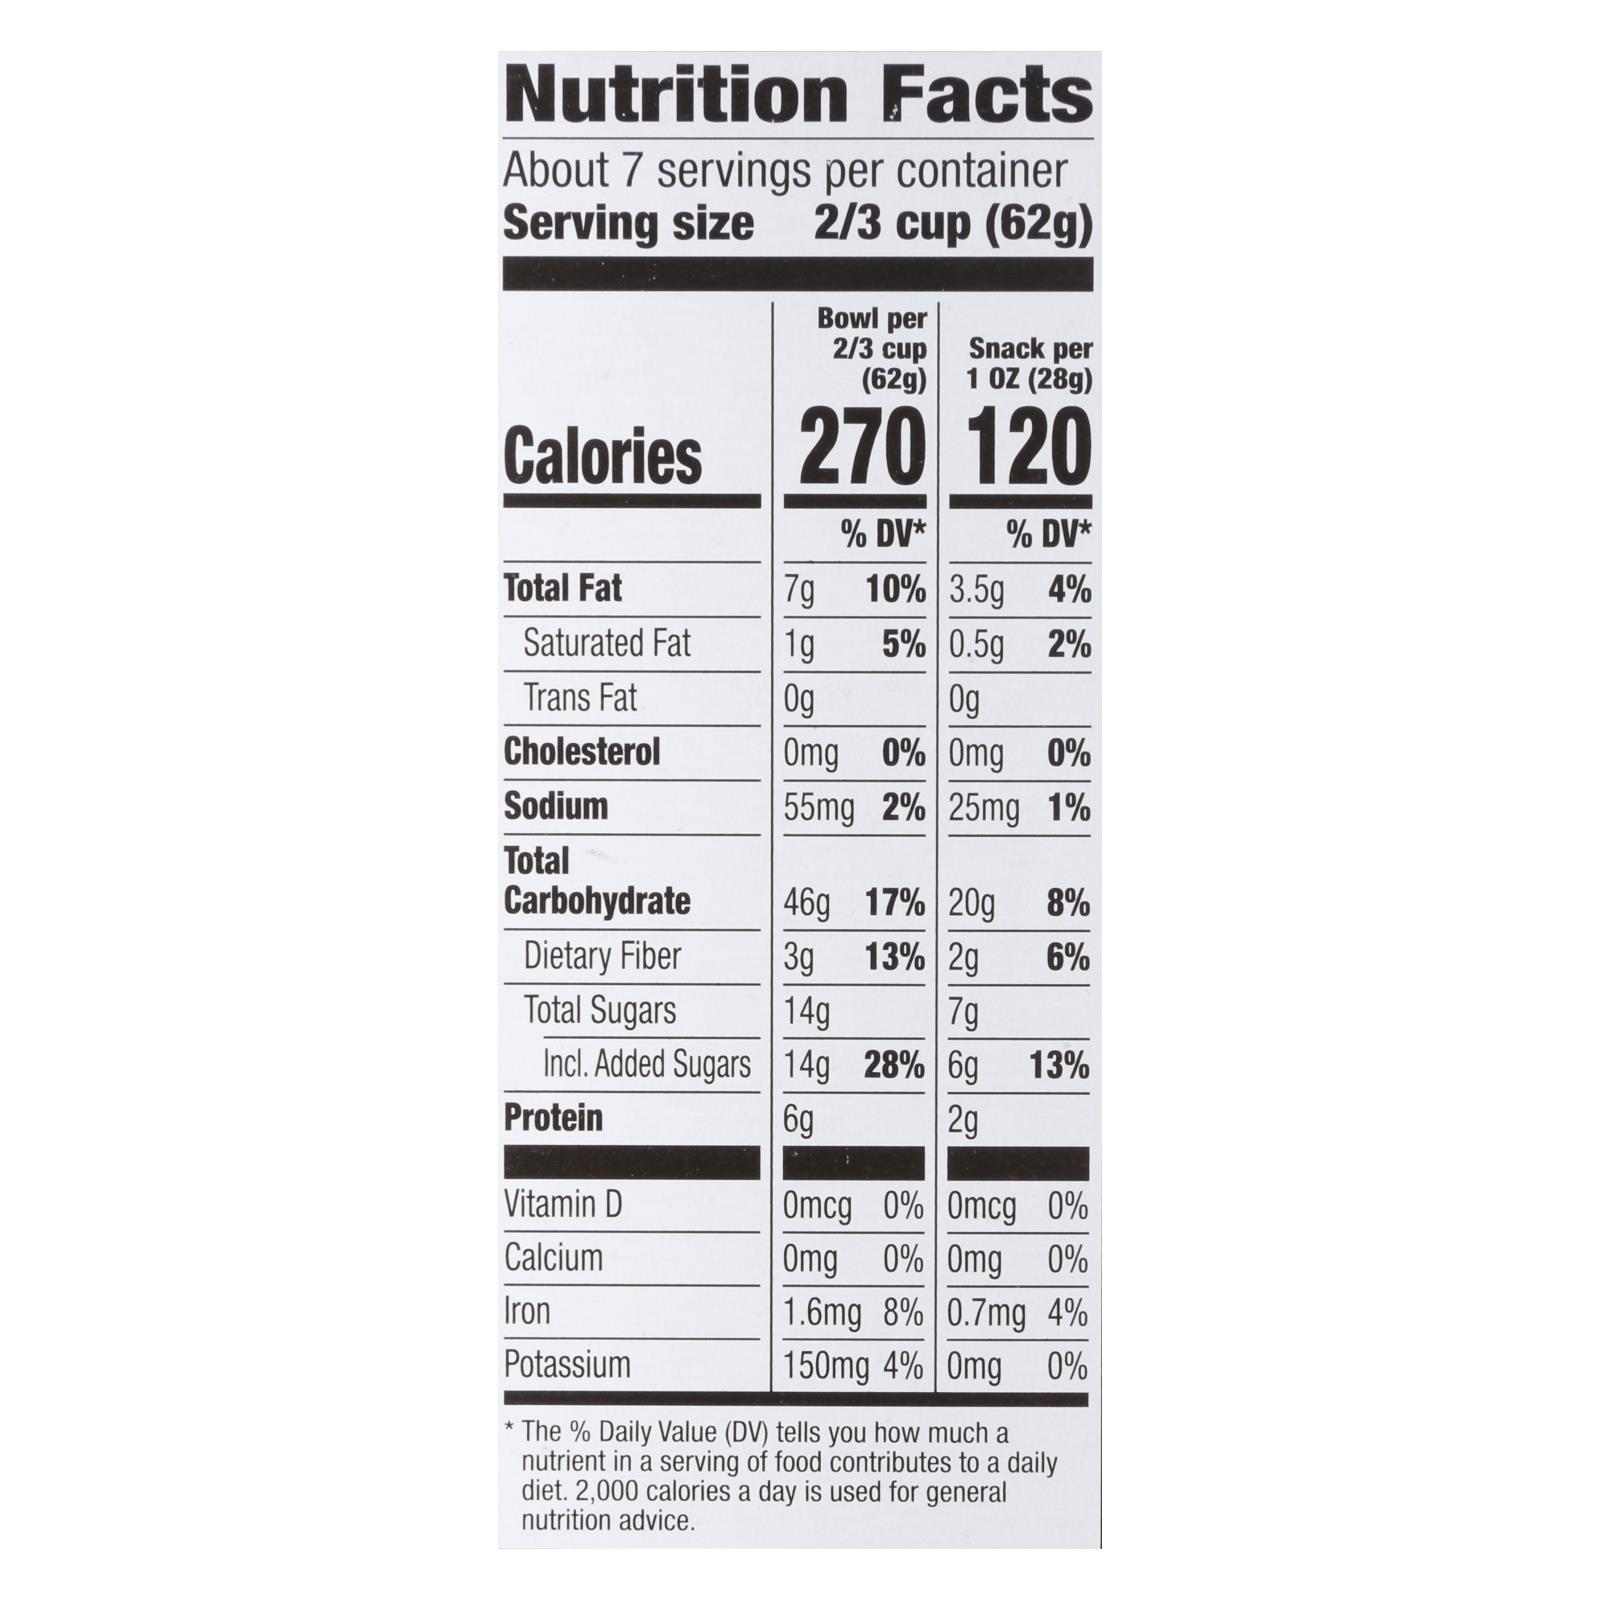 Nutrition Facts
About 7 servings per container
Serving size 2/3 cup (62g)
Bowl per
2/3 cup Snack per
(62g) 1 OZ (28g)
Calories 270 120
% DV* % DV*
Total Fat 7g 10% 3.5g 4%
Saturated Fat 1g 5% 0.5g 2%
Trans Fat 0g 0g
Cholesterol 0mg 0% 0mg 0%
Sodium 55mg 2% 25mg 1%
Total
Carbohydrate 46g 17% 20g 8%
Dietary Fiber 3g 13% 2g 6%
Total Sugars 14g 7g
Incl. Added Sugars 14g 28% 6g 13%
Protein 6g 2g
Vitamin D 0mcg 0% 0mcg 0%
Calcium 0mg 0% 0mg 0%
Iron 1.6mg 8% 0.7mg 4%
Potassium 150mg 4% 0mg 0%
* The % Daily Value (DV) tells you how much a
nutrient in a serving of food contributes to a daily
diet. 2,000 calories a day is used for general
nutrition advice.